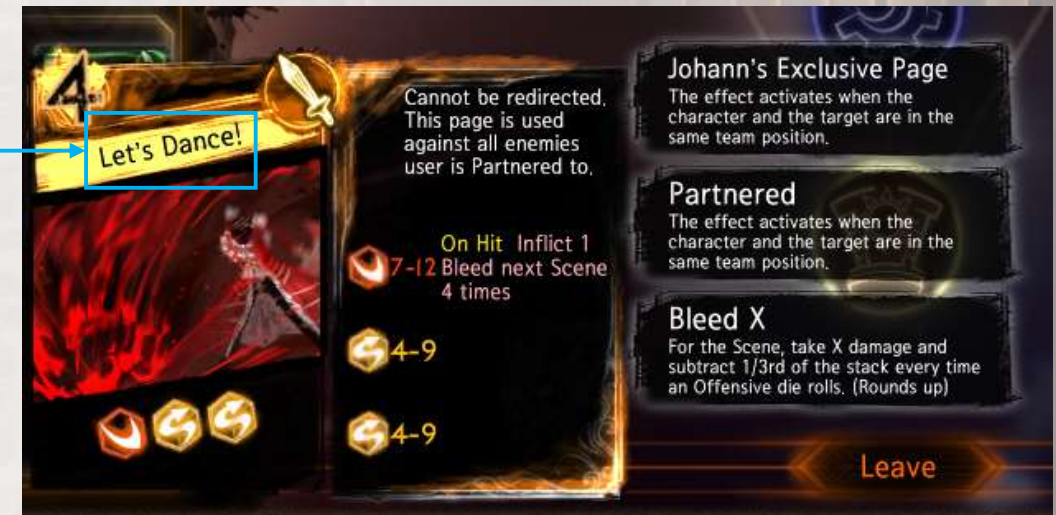 4
Let's Dance!
Cannot be redirected.
This page is used
against all enemies
user is Partnered to.
On Hit Inflict 1
7-12 Bleed next Scene
4 times
4-9
4-9
Johann's Exclusive Page
The effect activates when the
character and the target are in the
same team position.
Partnered
The effect activates when the
character and the target are in the
same team position.
Bleed X
For the Scene, take X damage and
subtract 1/3rd of the stack every time
an Offensive die rolls. (Rounds up)
Leave